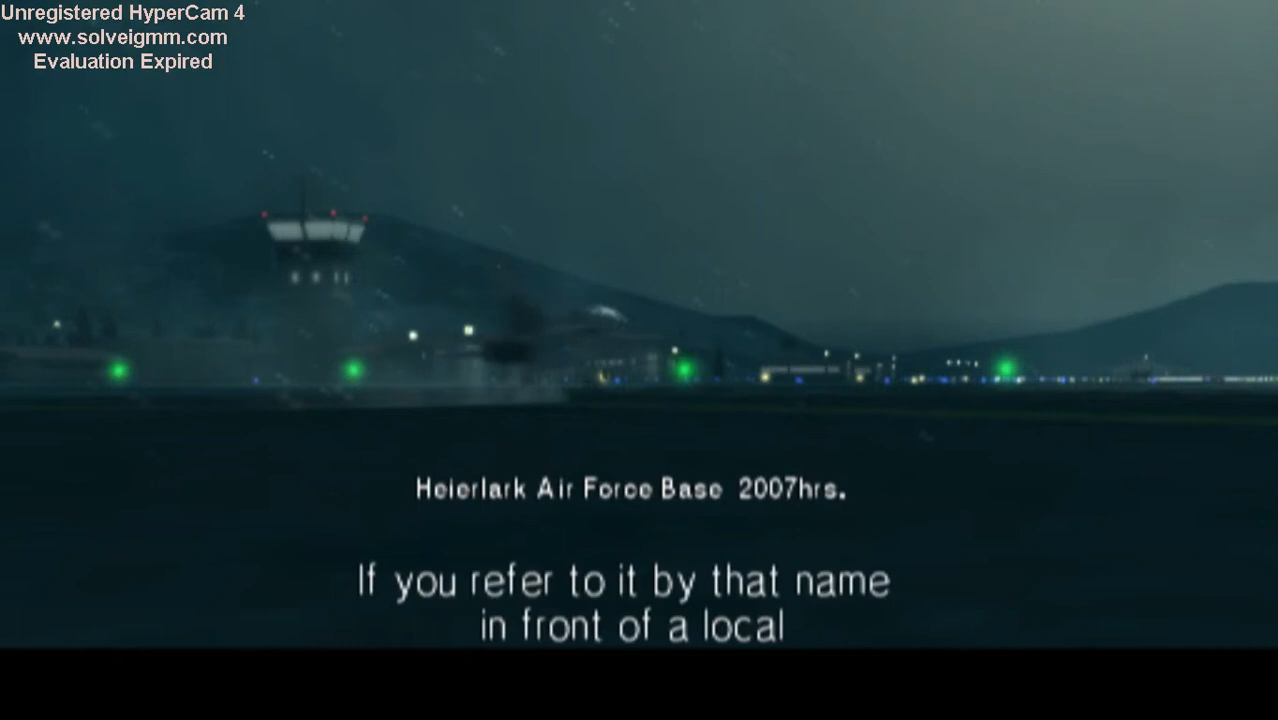 Unregistered HyperCam 4
www.solveigmm.com
Evaluation Expired
Heierlark Air Force Base 2007hrs.
If you refer to it by that name
in front of a local